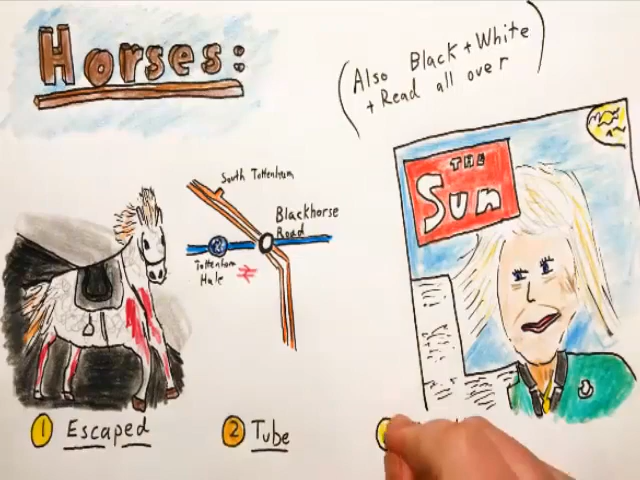 Horses:
(Also Black + White
+ Read all over
THE
Sun
South Tottenham
Blackhorse
Road
Tottenham
Hale
1 Escaped
2 Tube